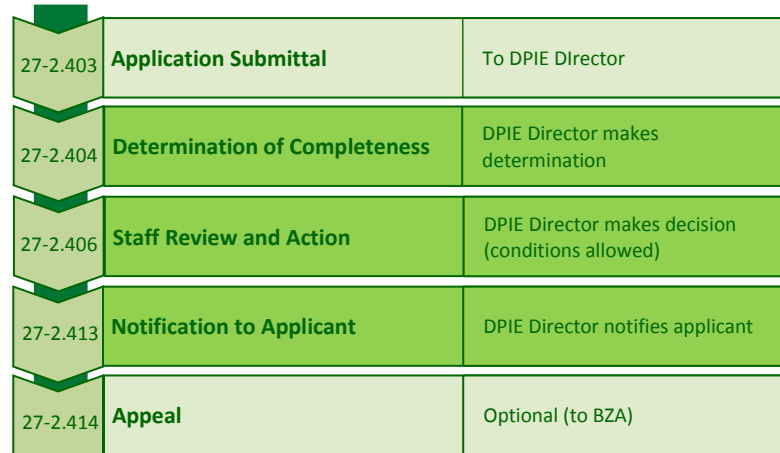 27-2.403 Application Submittal To DPIE DIrector
27-2.404 Determination of Completeness DPIE Director makes
determination
27-2.406 Staff Review and Action DPIE Director makes decision
(conditions allowed)
27-2.413 Notification to Applicant DPIE Director notifies applicant
27-2.414 Appeal Optional (to BZA)